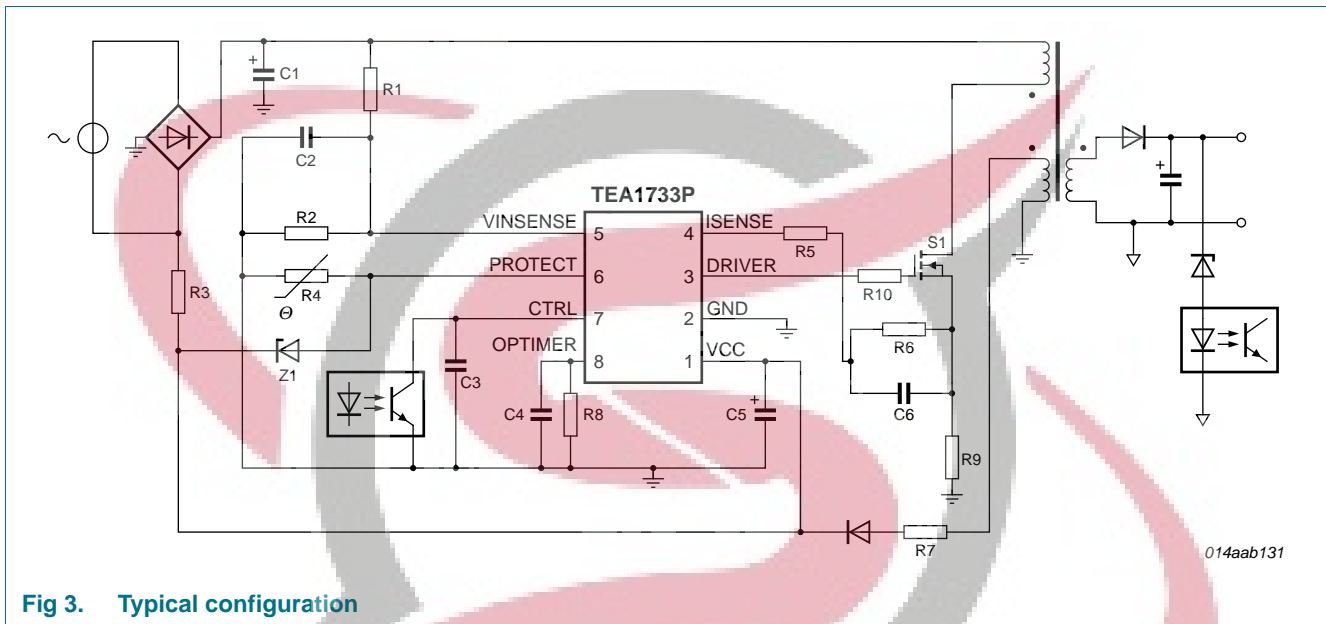 C1
R1
C2
TEA1733P
R2
VINSENSE
5
4
ISENSE
R5
S1
R3
R4
Θ
PROTECT
6
3
DRIVER
R10
CTRL
7
2
GND
Z1
OPTIMER
8
1
VCC
R6
C3
C4
R8
C5
C6
R9
R7
014aab131
Fig 3. Typical configuration